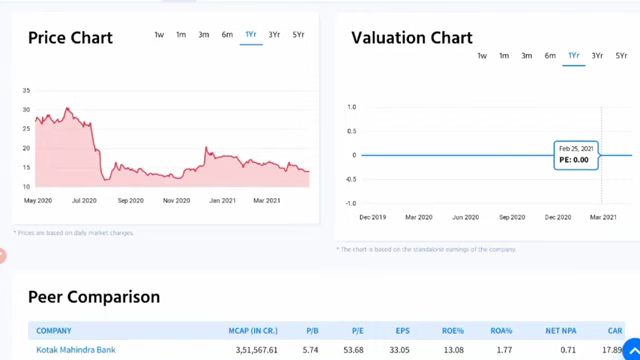 Price Chart
1w 1m 3m 6m 1Yr 3Yr 5Yr
35
30
25
20
15
10
May 2020 Jul 2020 Sep 2020 Nov 2020 Jan 2021 Mar 2021
* Prices are based on daily market changes.
Valuation Chart
1w 1m 3m 6m 1Yr 3Yr 5Yr
1.0
0.5
0
-0.5
-1.0
Feb 25, 2021
PE: 0.00
Dec 2019 Mar 2020 Jun 2020 Sep 2020 Dec 2020 Mar 2021
* The chart is based on the standalone earnings of the company.
Peer Comparison
COMPANY MCAP (IN CR.) P/B P/E EPS ROE% ROA% NET NPA CAR
Kotak Mahindra Bank 3,51,567.61 5.74 53.68 33.05 13.08 1.77 0.71 17.89